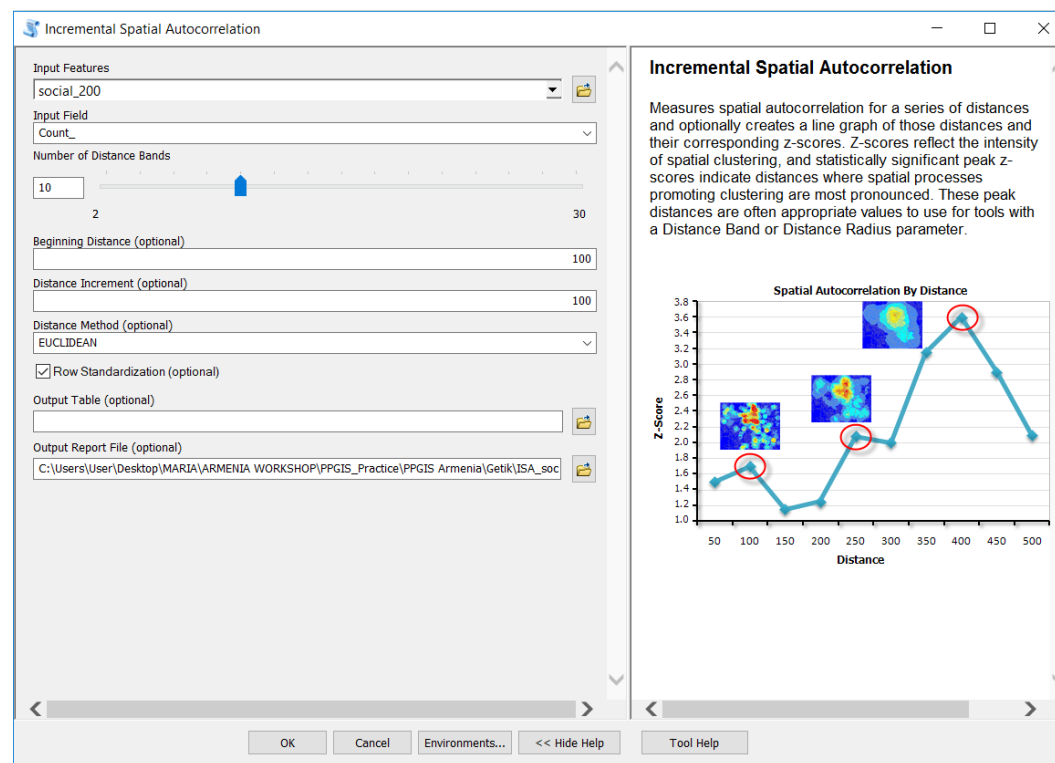 Incremental Spatial Autocorrelation
Input Features
social_200
Input Field
Count_
Number of Distance Bands
10
2
30
Beginning Distance (optional)
100
Distance Increment (optional)
100
Distance Method (optional)
EUCLIDEAN
Row Standardization (optional)
Output Table (optional)
Output Report File (optional)
C:\Users\User\Desktop\MARIA\ARMENIA WORKSHOP\PPGIS_Practice\PPGIS Armenia\Getik\ISA_soc
Incremental Spatial Autocorrelation
Measures spatial autocorrelation for a series of distances
and optionally creates a line graph of those distances and
their corresponding z-scores. Z-scores reflect the intensity
of spatial clustering, and statistically significant peak z-
scores indicate distances where spatial processes
promoting clustering are most pronounced. These peak
distances are often appropriate values to use for tools with
a Distance Band or Distance Radius parameter.
Spatial Autocorrelation By Distance
Z-Score
3.8
3.6
3.4
3.2
3.0
2.8
2.6
2.4
2.2
2.0
1.8
1.6
1.4
1.2
1.0
50 100 150 200 250 300 350 400 450 500
Distance
OK
Cancel
Environments...
<< Hide Help
Tool Help